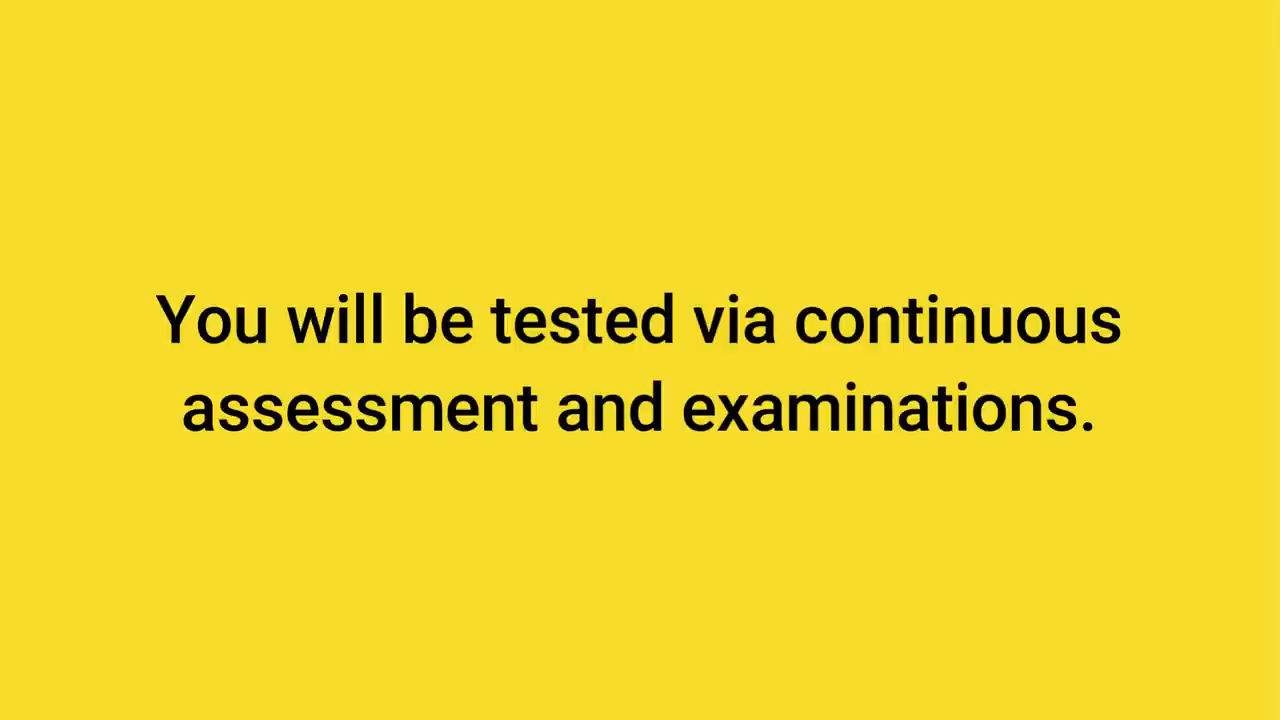 You will be tested via continuous
assessment and examinations.